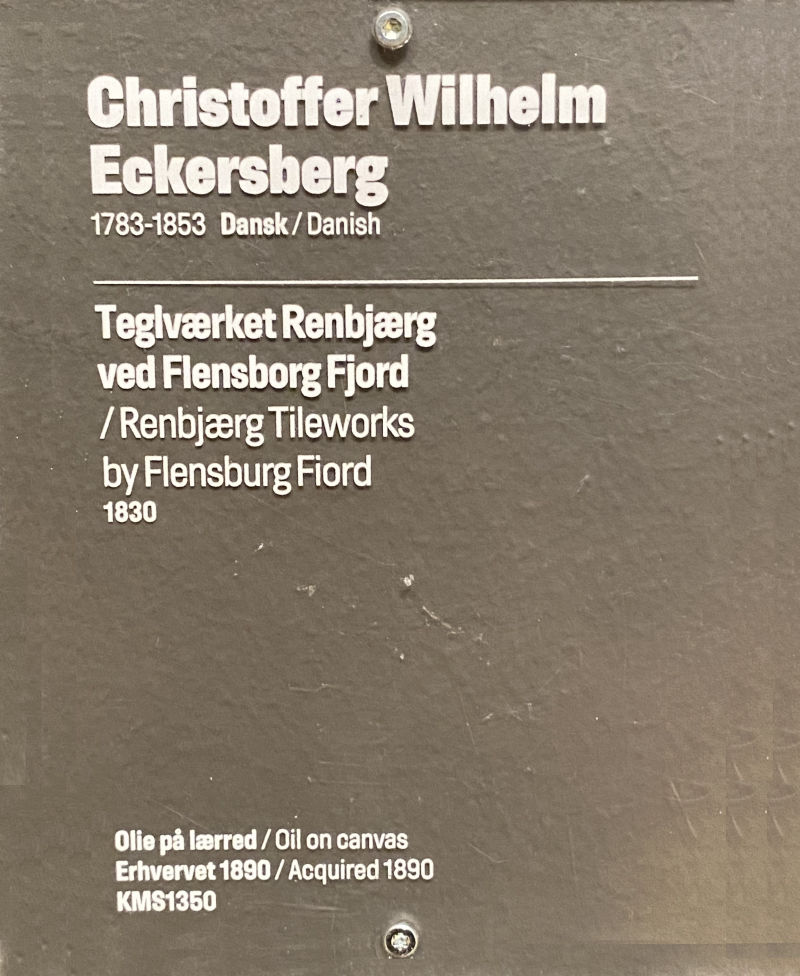 Christoffer Wilhelm
Eckersberg
1783-1853 Dansk / Danish
Teglværket Renbjærg
ved Flensborg Fjord
/ Renbjærg Tileworks
by Flensburg Fiord
1830
Olie på lærred / Oil on canvas
Erhvervet 1890 / Acquired 1890
KMS1350